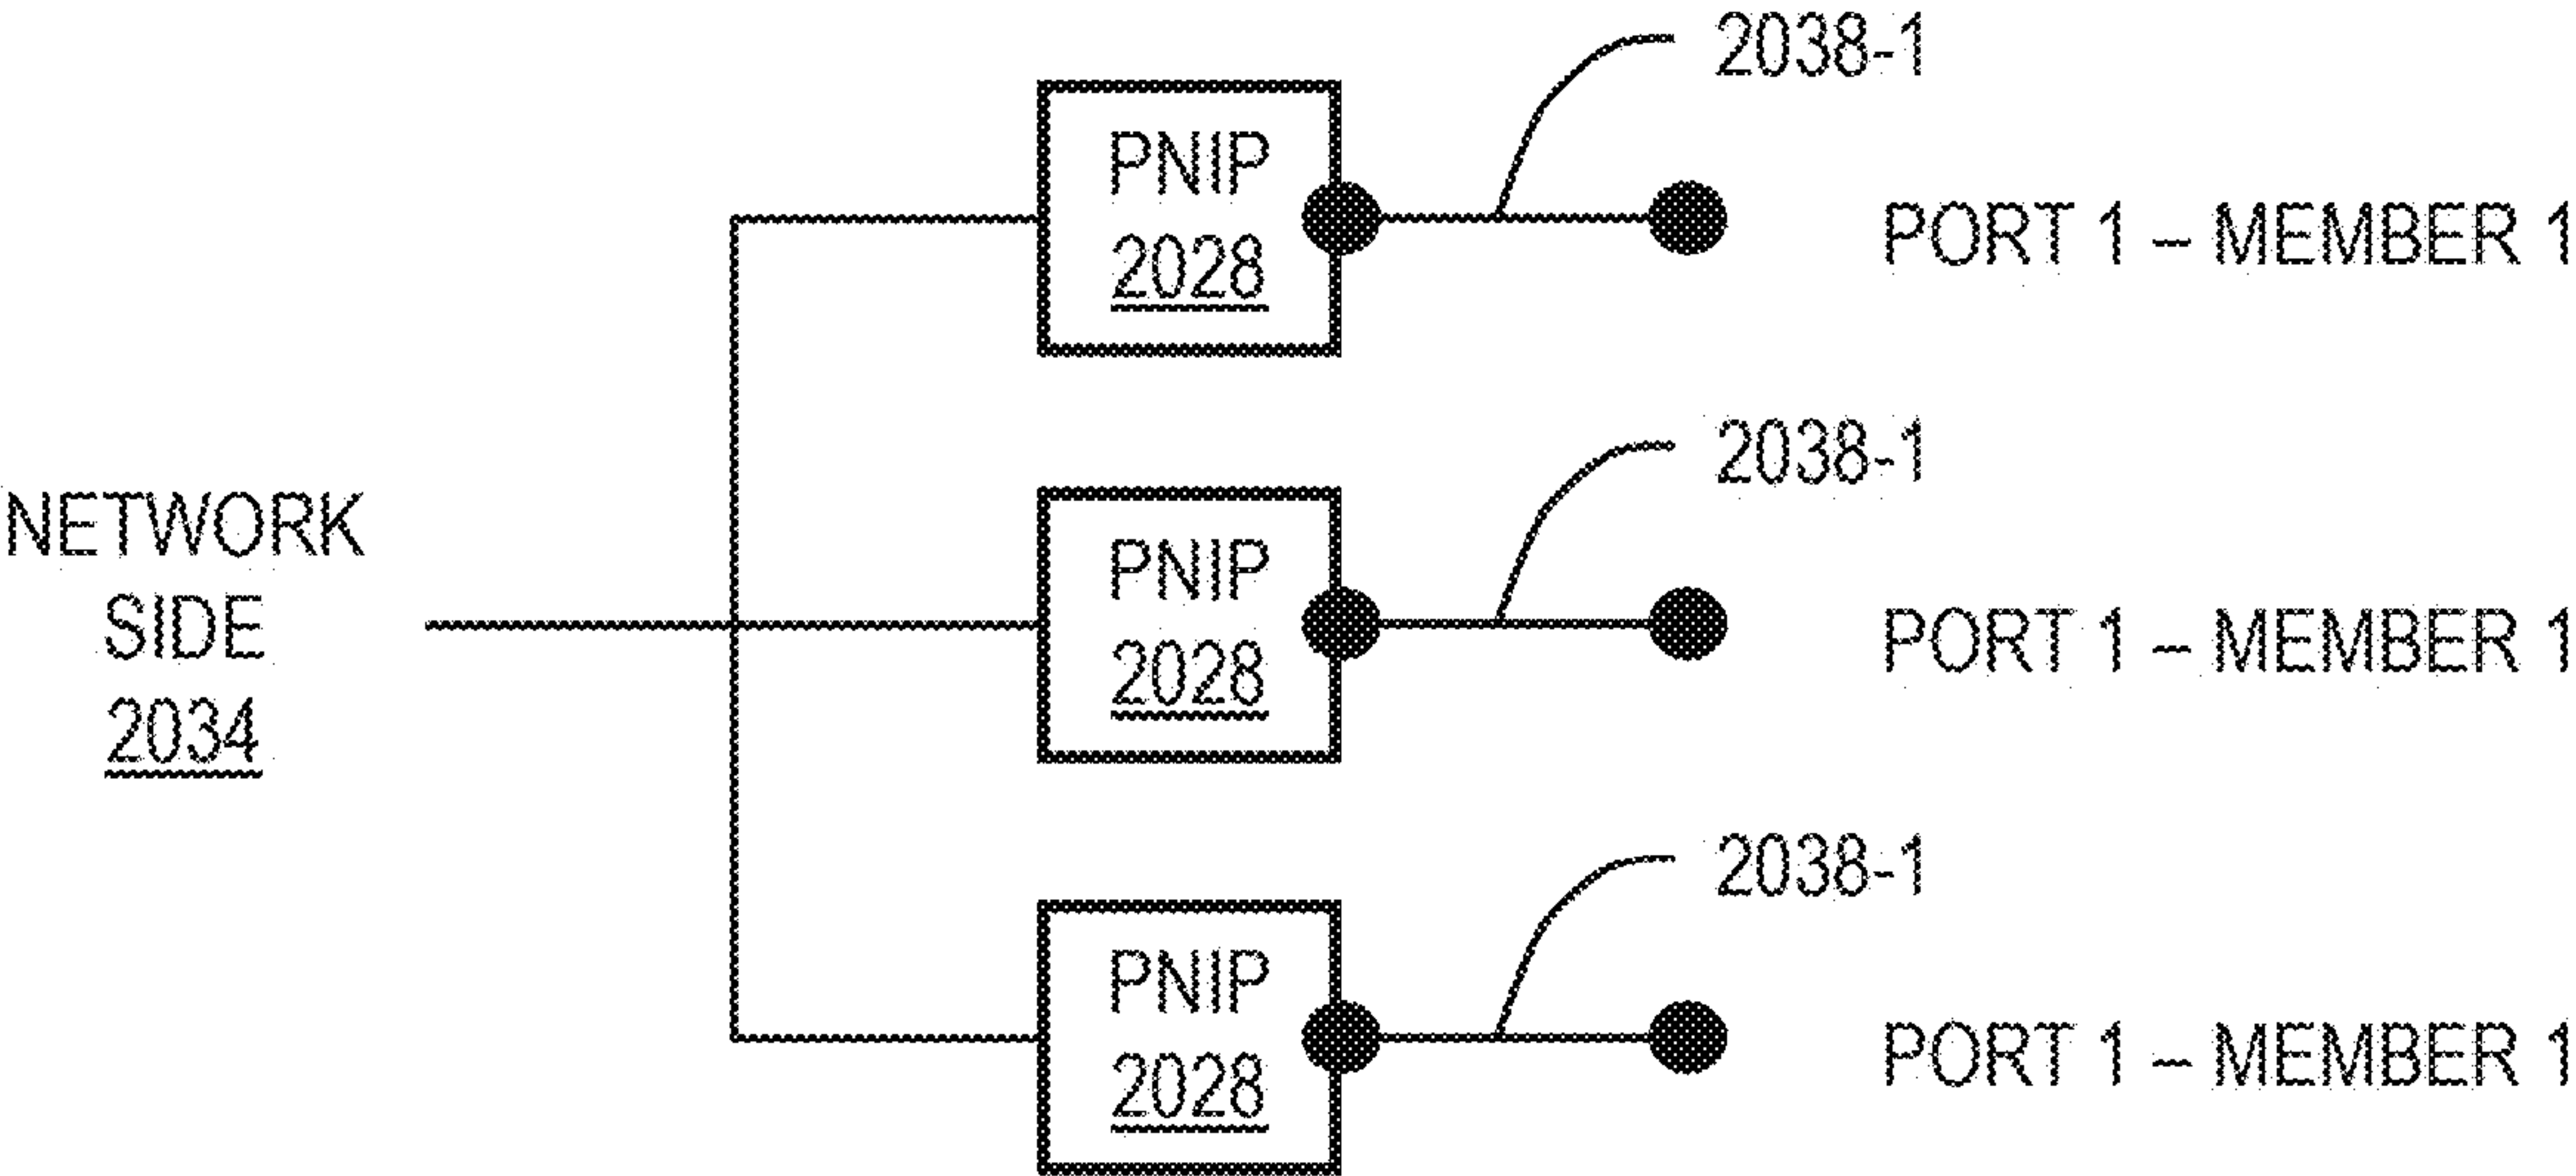 2038-1
PNIP
2028
PORT 1 – MEMBER 1
2038-1
NETWORK
SIDE
2034
PNIP
2028
PORT 1 – MEMBER 1
2038-1
PNIP
2028
PORT 1 – MEMBER 1